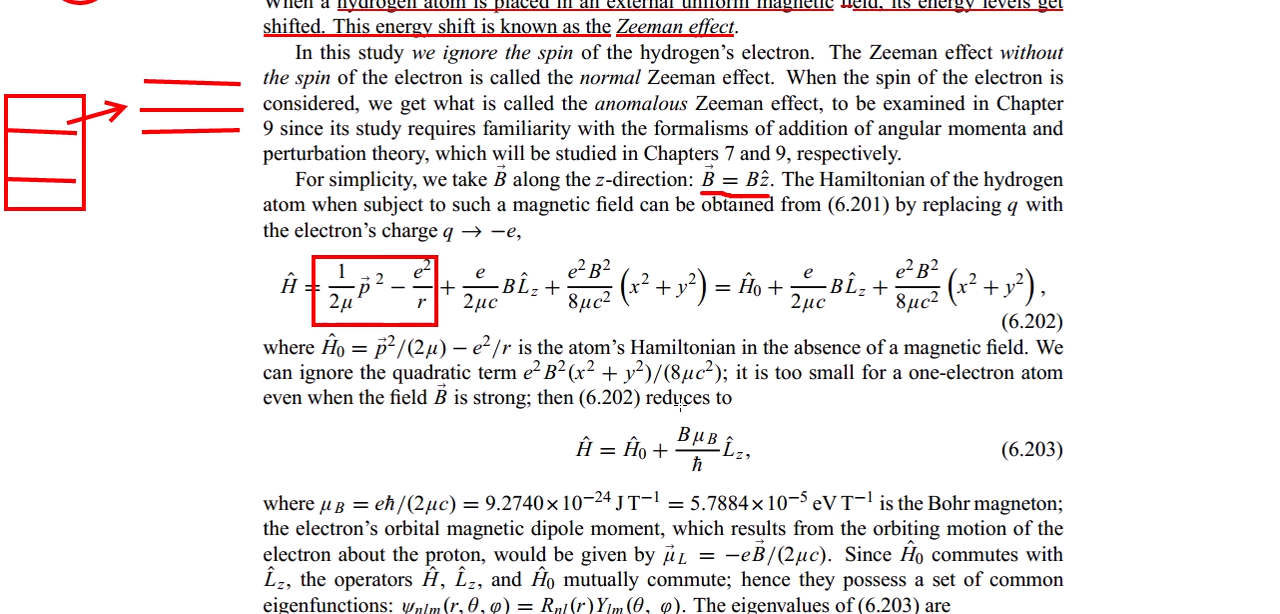 When a hydrogen atom is placed in an external uniform magnetic field, its energy levels get
shifted. This energy shift is known as the Zeeman effect.
In this study we ignore the spin of the hydrogen's electron. The Zeeman effect without
the spin of the electron is called the normal Zeeman effect. When the spin of the electron is
considered, we get what is called the anomalous Zeeman effect, to be examined in Chapter
9 since its study requires familiarity with the formalisms of addition of angular momenta and
perturbation theory, which will be studied in Chapters 7 and 9, respectively.
For simplicity, we take B⃗ along the z-direction: B⃗ = Bẑ. The Hamiltonian of the hydrogen
atom when subject to such a magnetic field can be obtained from (6.201) by replacing q with
the electron's charge q → −e,
Ĥ = 1/2μ p⃗ ² − e²/r + e/2μc BL̂z + e²B²/8μc² (x² + y²) = Ĥ₀ + e/2μc BL̂z + e²B²/8μc² (x² + y²) ,
(6.202)
where Ĥ₀ = p⃗²/(2μ) − e²/r is the atom's Hamiltonian in the absence of a magnetic field. We
can ignore the quadratic term e²B²(x² + y²)/(8μc²); it is too small for a one-electron atom
even when the field B⃗ is strong; then (6.202) reduces to
Ĥ = Ĥ₀ + BμB/ħ L̂z, (6.203)
where μB = eħ/(2μc) = 9.2740×10⁻²⁴ J T⁻¹ = 5.7884×10⁻⁵ eV T⁻¹ is the Bohr magneton;
the electron's orbital magnetic dipole moment, which results from the orbiting motion of the
electron about the proton, would be given by μ⃗L = −eB⃗/(2μc). Since Ĥ₀ commutes with
L̂z, the operators Ĥ, L̂z, and Ĥ₀ mutually commute; hence they possess a set of common
eigenfunctions: ψnlm(r, θ, φ) = Rnl(r)Ylm(θ, φ). The eigenvalues of (6.203) are